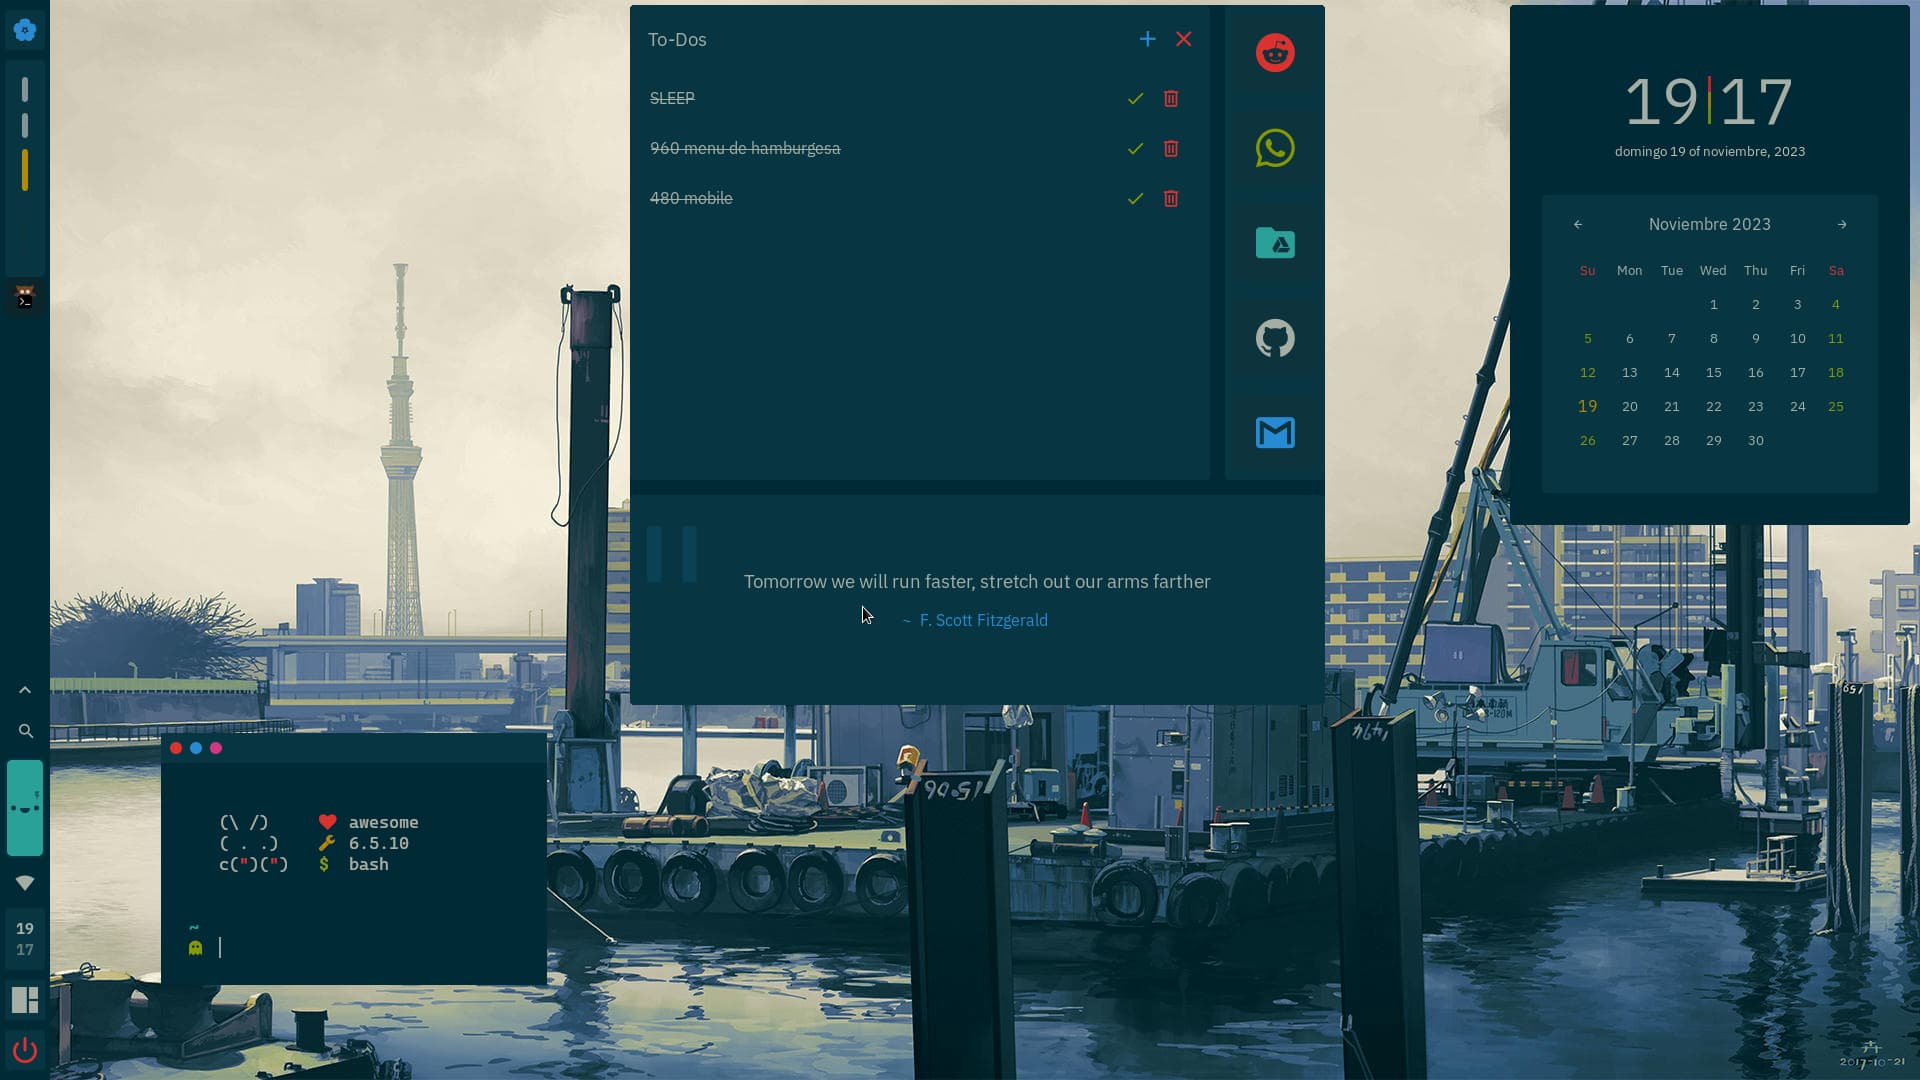 To-Dos
SLEEP
960 menu de hamburgesa
480 mobile
Tomorrow we will run faster, stretch out our arms farther
~ F. Scott Fitzgerald
19 17
domingo 19 of noviembre, 2023
Noviembre 2023
Su Mon Tue Wed Thu Fri Sa
1 2 3 4
5 6 7 8 9 10 11
12 13 14 15 16 17 18
19 20 21 22 23 24 25
26 27 28 29 30
(\ /) awesome
( . .) 6.5.10
c(")(") $ bash
~
19
17
15906
1494
159
2017-10-21